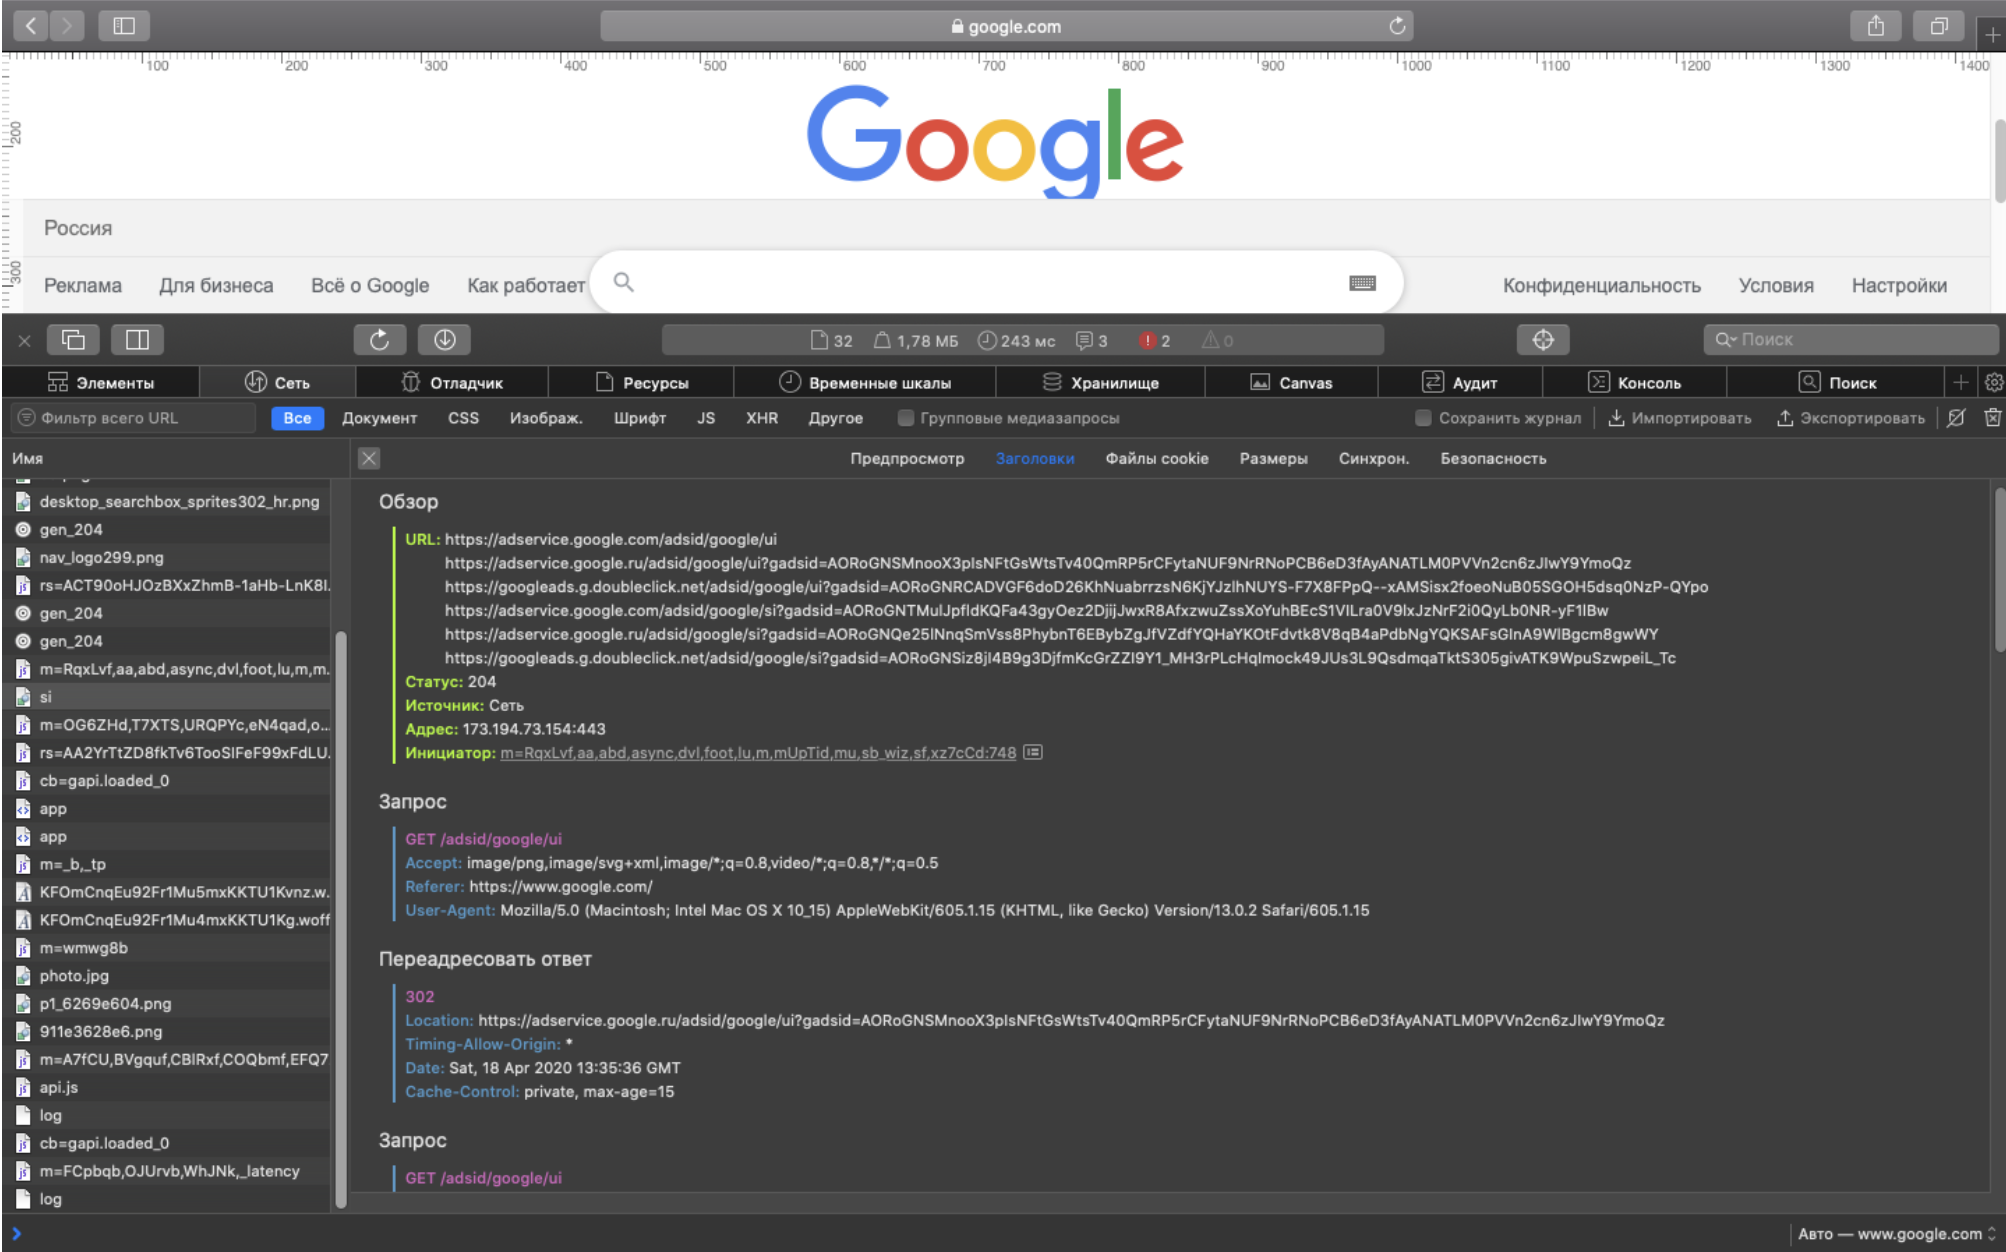 google.com
100 200 300 400 500 600 700 800 900 1000 1100 1200 1300 1400
200
Google
Россия
300
Реклама Для бизнеса Всё о Google Как работает Конфиденциальность Условия Настройки
32 1,78 МБ 243 мс 3 2 0 Поиск
Элементы Сеть Отладчик Ресурсы Временные шкалы Хранилище Canvas Аудит Консоль Поиск
Фильтр всего URL Все Документ CSS Изображ. Шрифт JS XHR Другое Групповые медиазапросы Сохранить журнал Импортировать Экспортировать
Имя Предпросмотр Заголовки Файлы cookie Размеры Синхрон. Безопасность
desktop_searchbox_sprites302_hr.png
gen_204
nav_logo299.png
rs=ACT90oHJOzBXxZhmB-1aHb-LnK8I.
gen_204
gen_204
m=RqxLvf,aa,abd,async,dvl,foot,lu,m,m.
si
m=OG6ZHd,T7XTS,URQPYc,eN4qad,o...
rs=AA2YrTtZD8fkTv6TooSIFeF99xFdLU.
cb=gapi.loaded_0
app
app
m=_b,_tp
KFOmCnqEu92Fr1Mu5mxKKTU1Kvnz.w.
KFOmCnqEu92Fr1Mu4mxKKTU1Kg.woff
m=wmwg8b
photo.jpg
p1_6269e604.png
911e3628e6.png
m=A7fCU,BVgquf,CBlRxf,COQbmf,EFQ7
api.js
log
cb=gapi.loaded_0
m=FCpbqb,OJUrvb,WhJNk,_latency
log
Обзор
URL: https://adservice.google.com/adsid/google/ui
https://adservice.google.ru/adsid/google/ui?gadsid=AORoGNSMnooX3pIsNFtGsWtsTv40QmRP5rCFytaNUF9NrRNoPCB6eD3fAyANATLM0PVVn2cn6zJIwY9YmoQz
https://googleads.g.doubleclick.net/adsid/google/ui?gadsid=AORoGNRCADVGF6doD26KhNuabrrzsN6KjYJzlhNUYS-F7X8FPpQ--xAMSisx2foeoNuB05SGOH5dsq0NzP-QYpo
https://adservice.google.com/adsid/google/si?gadsid=AORoGNTMulJpfIdKQFa43gyOez2DjijJwxR8AfxzwuZssXoYuhBEcS1VILra0V9IxJzNrF2i0QyLb0NR-yF1lBw
https://adservice.google.ru/adsid/google/si?gadsid=AORoGNQe25INnqSmVss8PhybnT6EBybZgJfVZdfYQHaYKOtFdvtk8V8qB4aPdbNgYQKSAFsGlnA9WlBgcm8gwWY
https://googleads.g.doubleclick.net/adsid/google/si?gadsid=AORoGNSiz8jI4B9g3DjfmKcGrZZI9Y1_MH3rPLcHqImock49JUs3L9QsdmqaTktS305givATK9WpuSzwpeiL_Tc
Статус: 204
Источник: Сеть
Адрес: 173.194.73.154:443
Инициатор: m=RqxLvf,aa,abd,async,dvl,foot,lu,m,mUpTid,mu,sb_wiz,sf,xz7cCd:748
Запрос
GET /adsid/google/ui
Accept: image/png,image/svg+xml,image/*;q=0.8,video/*;q=0.8,*/*;q=0.5
Referer: https://www.google.com/
User-Agent: Mozilla/5.0 (Macintosh; Intel Mac OS X 10_15) AppleWebKit/605.1.15 (KHTML, like Gecko) Version/13.0.2 Safari/605.1.15
Переадресовать ответ
302
Location: https://adservice.google.ru/adsid/google/ui?gadsid=AORoGNSMnooX3pIsNFtGsWtsTv40QmRP5rCFytaNUF9NrRNoPCB6eD3fAyANATLM0PVVn2cn6zJIwY9YmoQz
Timing-Allow-Origin: *
Date: Sat, 18 Apr 2020 13:35:36 GMT
Cache-Control: private, max-age=15
Запрос
GET /adsid/google/ui
Авто — www.google.com